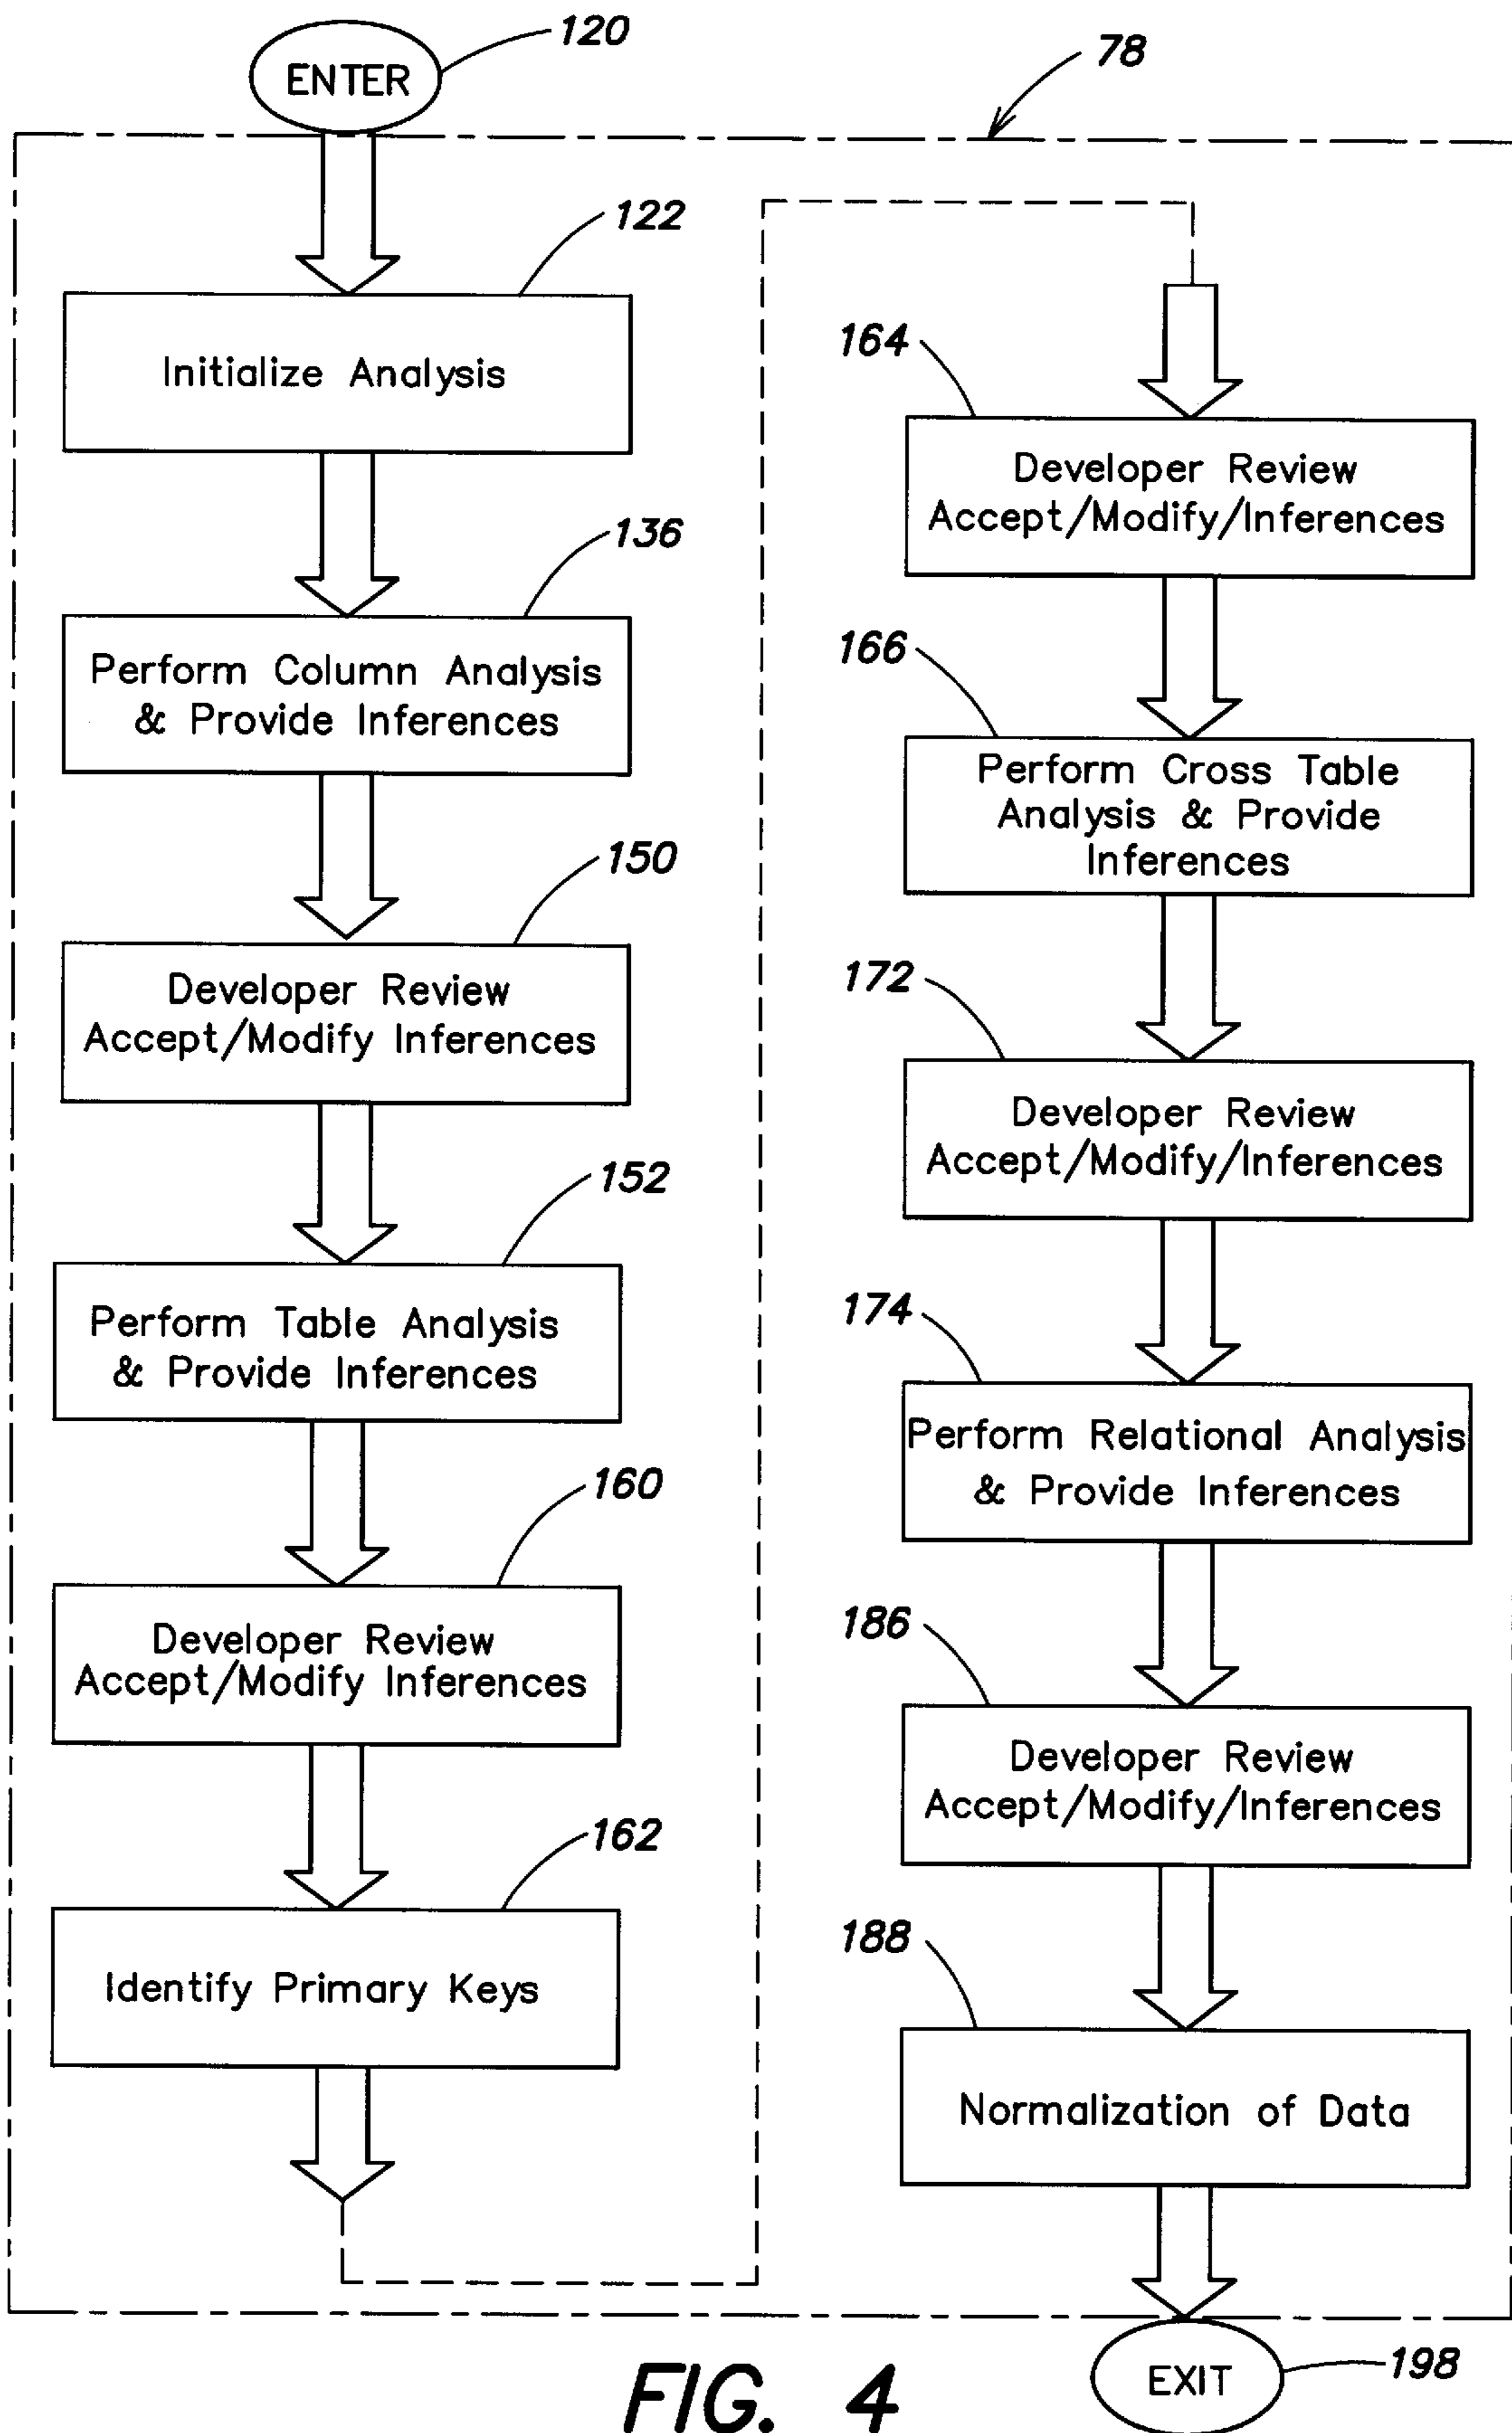 120
ENTER
78
122
Initialize Analysis
136
Perform Column Analysis
& Provide Inferences
150
Developer Review
Accept/Modify Inferences
152
Perform Table Analysis
& Provide Inferences
160
Developer Review
Accept/Modify Inferences
162
Identify Primary Keys
164
Developer Review
Accept/Modify/Inferences
166
Perform Cross Table
Analysis & Provide
Inferences
172
Developer Review
Accept/Modify/Inferences
174
Perform Relational Analysis
& Provide Inferences
186
Developer Review
Accept/Modify/Inferences
188
Normalization of Data
EXIT
198
FIG. 4